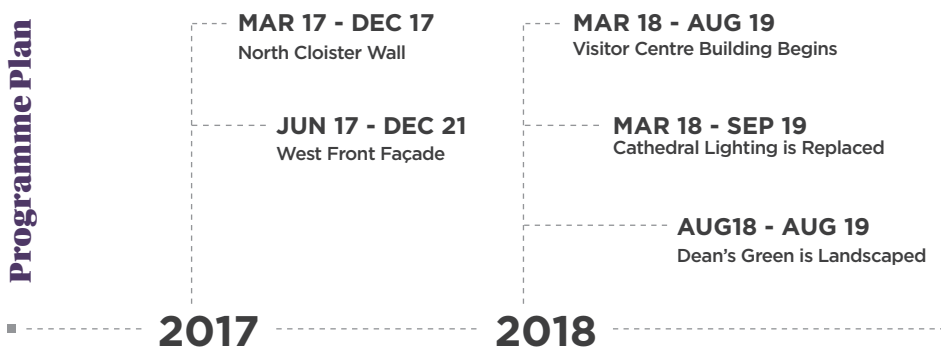 Programme Plan
MAR 17 - DEC 17
North Cloister Wall
JUN 17 - DEC 21
West Front Façade
MAR 18 - AUG 19
Visitor Centre Building Begins
MAR 18 - SEP 19
Cathedral Lighting is Replaced
AUG18 - AUG 19
Dean’s Green is Landscaped
2017
2018